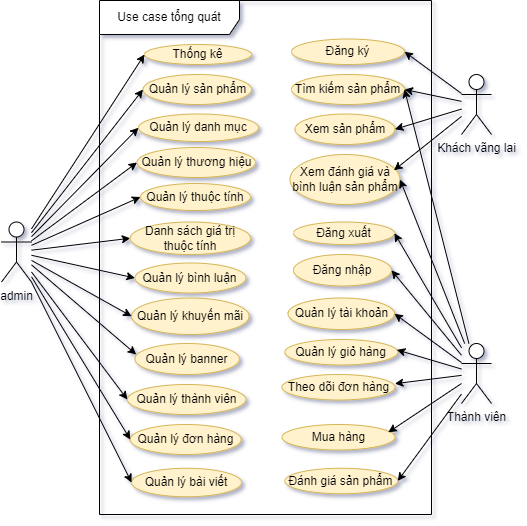 Use case tổng quát
Thống kê
Quản lý sản phẩm
Quản lý danh mục
Quản lý thương hiệu
Quản lý thuộc tính
Danh sách giá trị
thuộc tính
Quản lý bình luận
Quản lý khuyến mãi
Quản lý banner
Quản lý thành viên
Quản lý đơn hàng
Quản lý bài viết
admin
Đăng ký
Tìm kiếm sản phẩm
Xem sản phẩm
Xem đánh giá và
bình luận sản phẩm
Đăng xuất
Đăng nhập
Quản lý tài khoản
Quản lý giỏ hàng
Theo dõi đơn hàng
Mua hàng
Đánh giá sản phẩm
Khách vãng lai
Thành viên